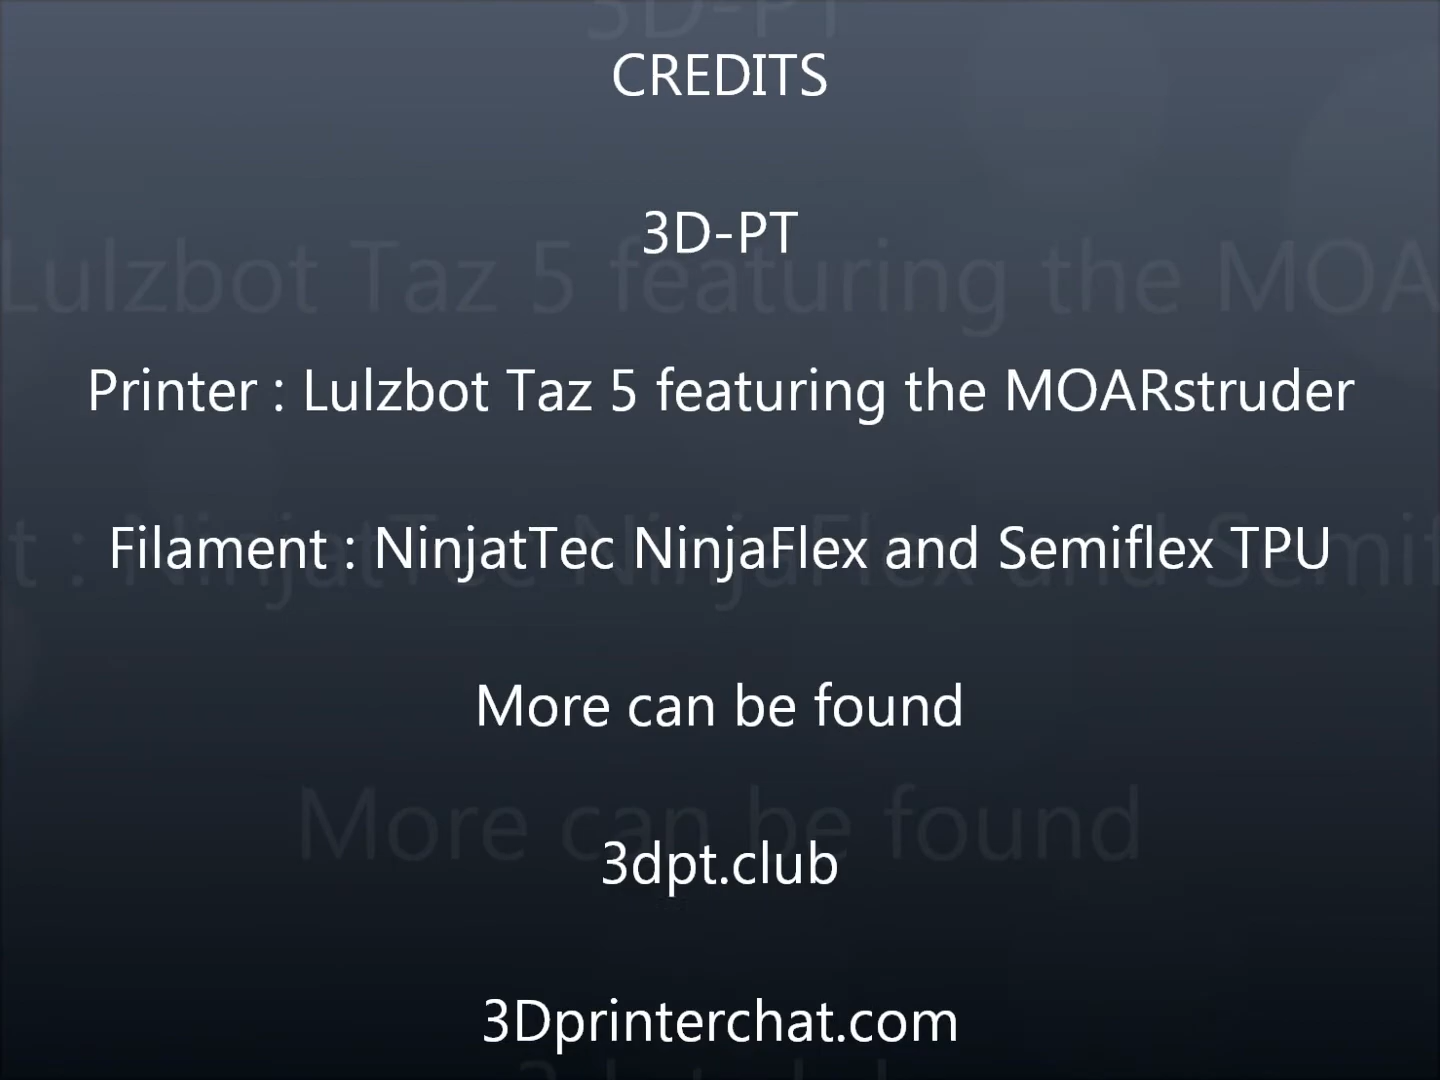 CREDITS
3D-PT
Printer : Lulzbot Taz 5 featuring the MOARstruder
Filament : NinjatTec NinjaFlex and Semiflex TPU
More can be found
3dpt.club
3Dprinterchat.com